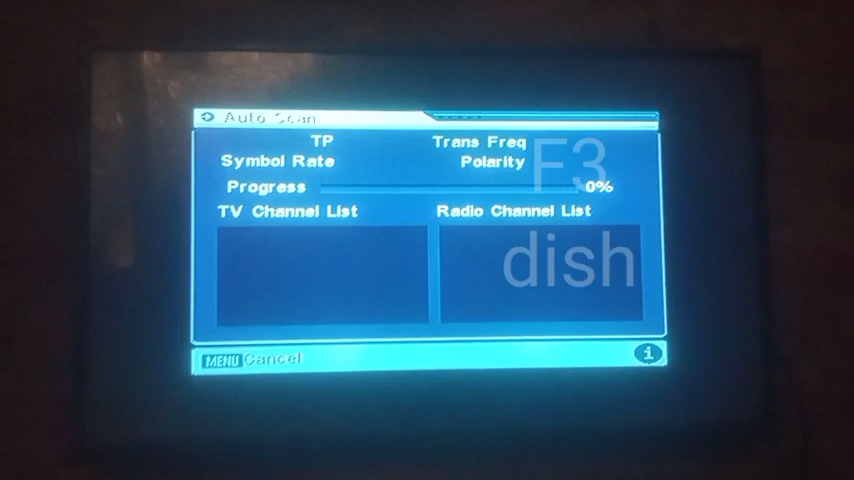 Auto Scan
TP Trans Freq
Symbol Rate Polarity
Progress 0%
TV Channel List Radio Channel List
MENU Cancel i
F3
dish